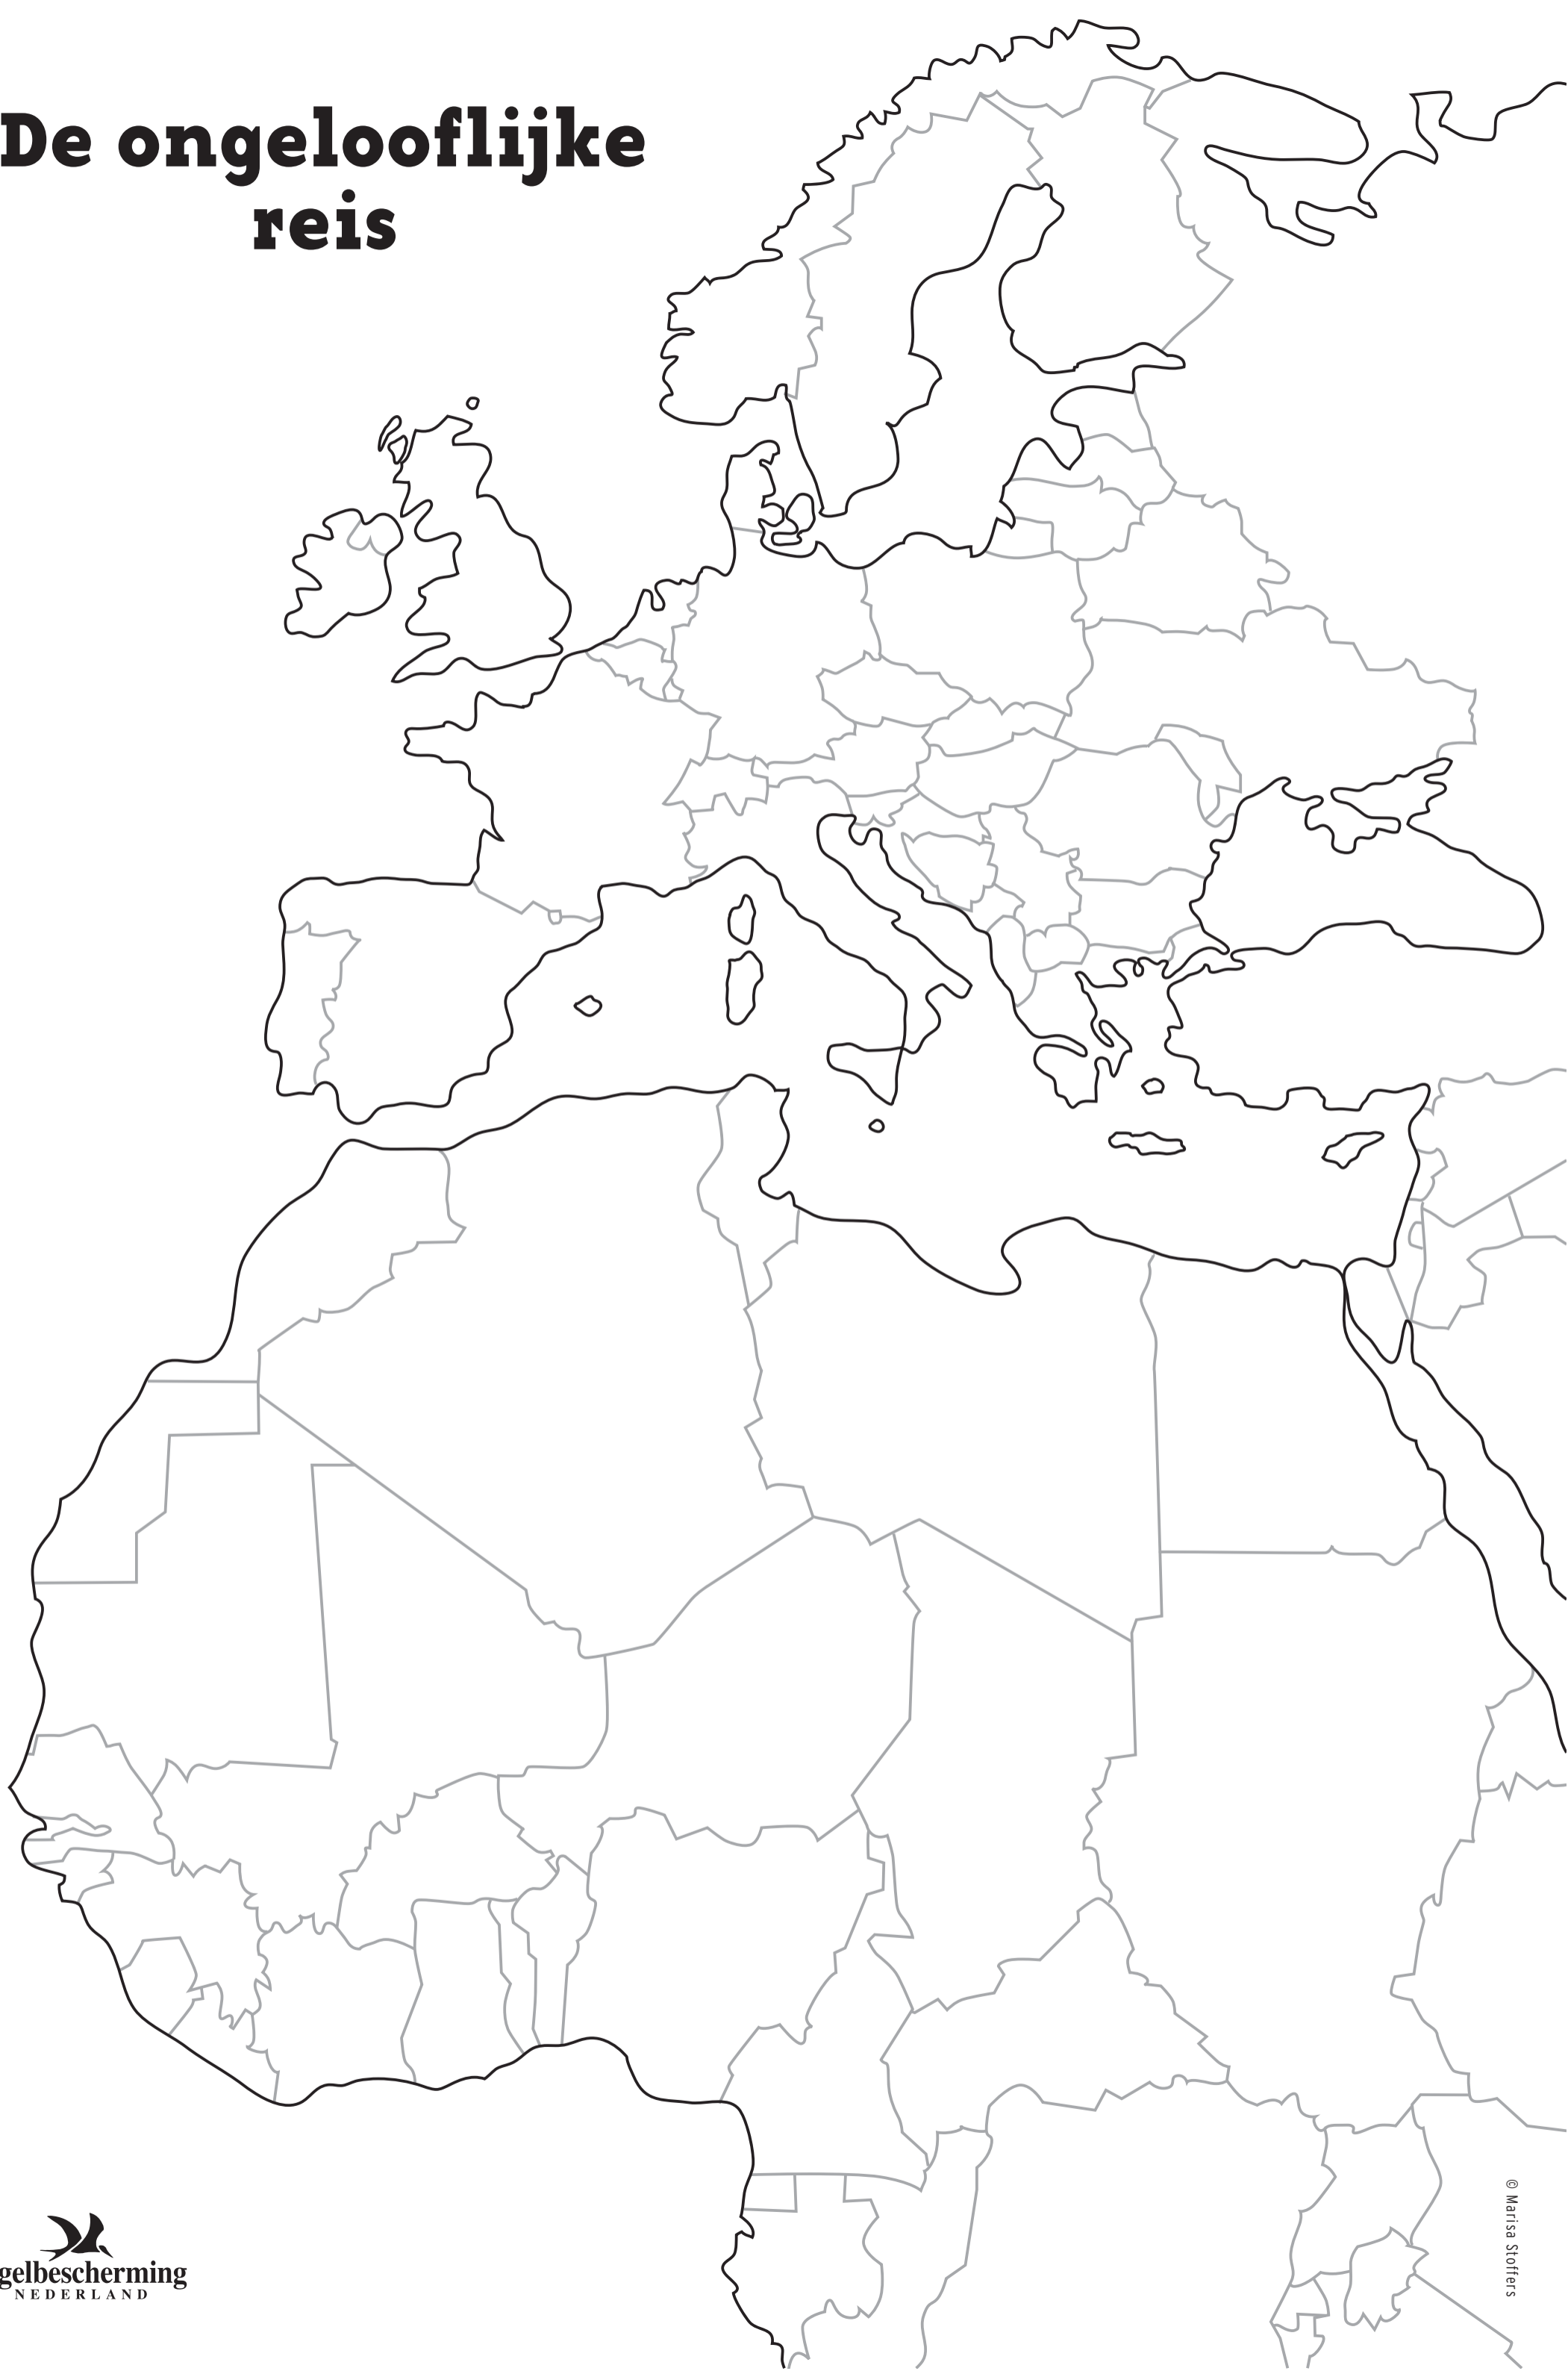 De ongelooflijke
reis
© Marisa Stoffers
gelbescherming
NEDERLAND